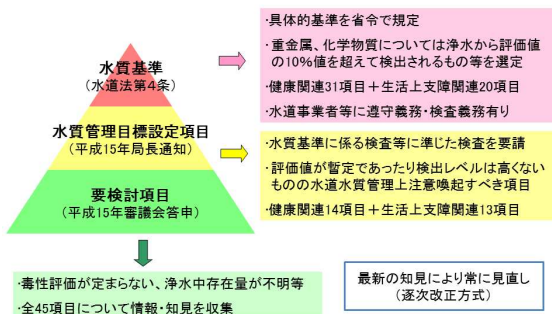 水質基準
（水道法第4条）
水質管理目標設定項目
（平成15年局長通知）
要検討項目
（平成15年審議会答申）
·具体的基準を省令で規定
·重金属、化学物質については浄水から評価値
の10%値を超えて検出されるもの等を選定
·健康関連31項目＋生活上支障関連20項目
·水道事業者等に遵守義務・検査義務有り
·水質基準に係る検査等に準じた検査を要請
·評価値が暫定であったり検出レベルは高くない
ものの水道水質管理上注意喚起すべき項目
·健康関連14項目＋生活上支障関連13項目
·毒性評価が定まらない、浄水中存在量が不明等
·全45項目について情報・知見を収集
最新の知見により常に見直し
（逐次改正方式）